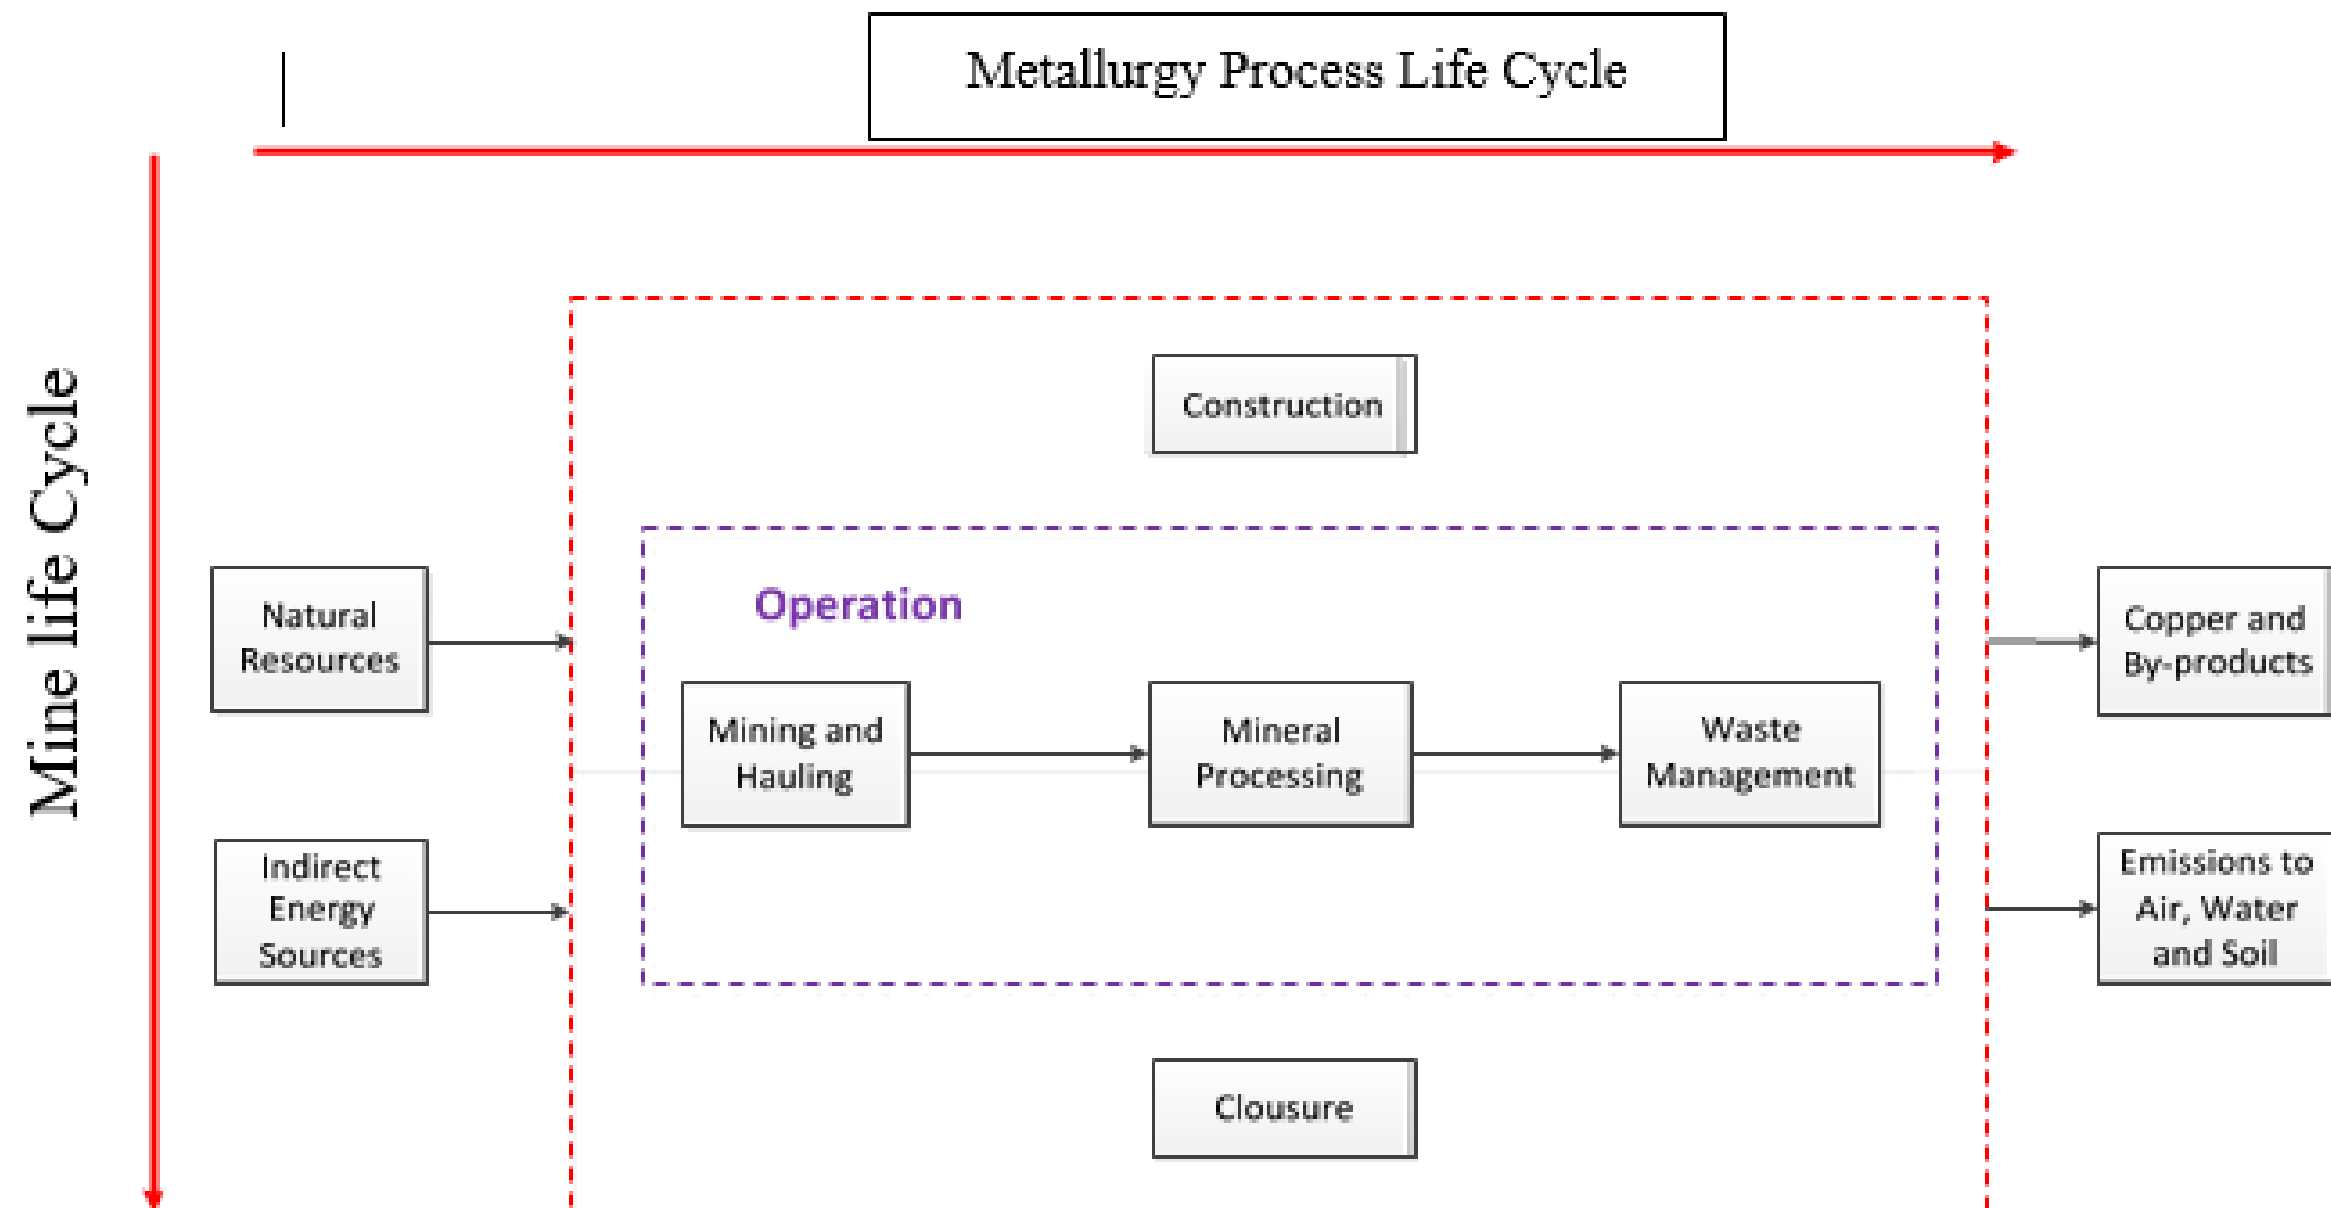 Metallurgy Process Life Cycle
Mine life Cycle
Construction
Operation
Natural
Resources
Mining and
Hauling
Mineral
Processing
Waste
Management
Copper and
By-products
Indirect
Energy
Sources
Emissions to
Air, Water
and Soil
Clousure